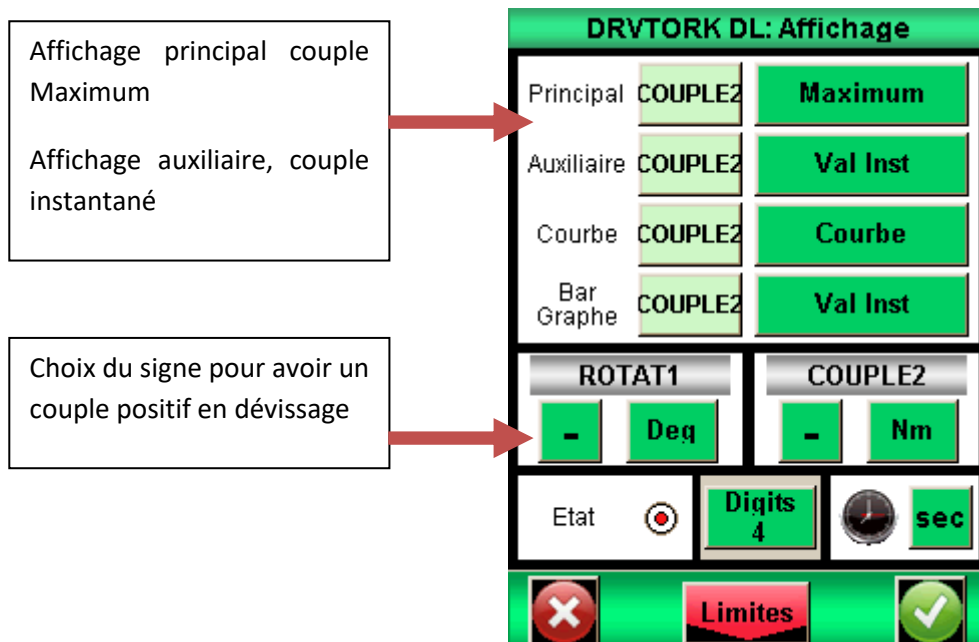 Affichage principal couple
Maximum
Affichage auxiliaire, couple
instantané
Choix du signe pour avoir un
couple positif en dévissage
DRVTORK DL: Affichage
Principal COUPLE2 Maximum
Auxiliaire COUPLE2 Val Inst
Courbe COUPLE2 Courbe
Bar
Graphe COUPLE2 Val Inst
ROTAT1 COUPLE2
- Deg - Nm
Etat Digits
4 sec
Limites